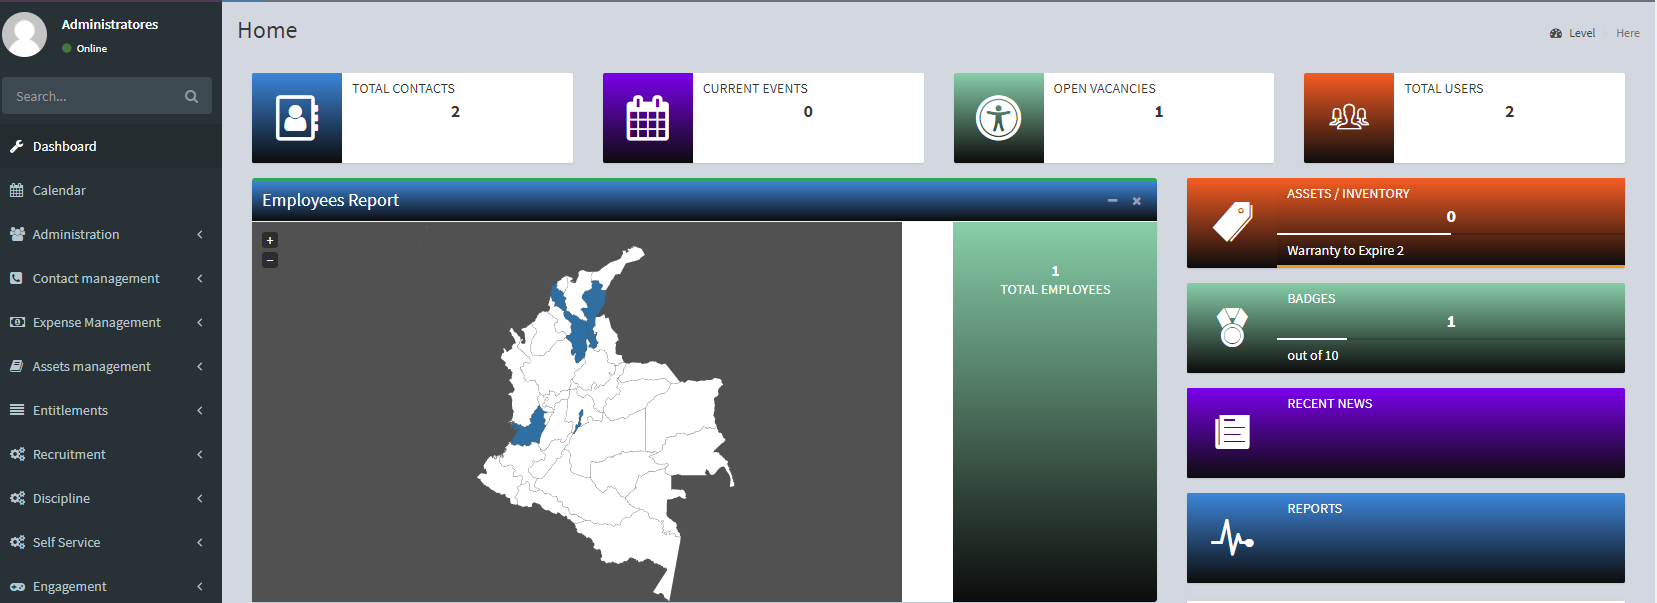 Administratores
Online
Search...
Dashboard
Calendar
Administration
Contact management
Expense Management
Assets management
Entitlements
Recruitment
Discipline
Self Service
Engagement
Home
Level > Here
TOTAL CONTACTS
2
CURRENT EVENTS
0
OPEN VACANCIES
1
TOTAL USERS
2
Employees Report
+
−
1
TOTAL EMPLOYEES
ASSETS / INVENTORY
0
Warranty to Expire 2
BADGES
1
out of 10
RECENT NEWS
REPORTS